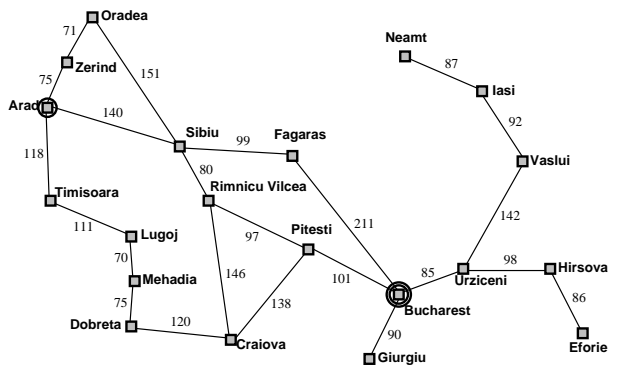 Oradea
71
Neamt
Zerind
87
75
151
Iasi
Arad
140
92
Sibiu
Fagaras
99
118
Vaslui
80
Timisoara
Rimnicu Vilcea
111
211
142
Lugoj
97
Pitesti
70
98
Hirsova
Mehadia
146
101
85
Urziceni
75
138
86
Bucharest
Dobreta
120
90
Craiova
Eforie
Giurgiu